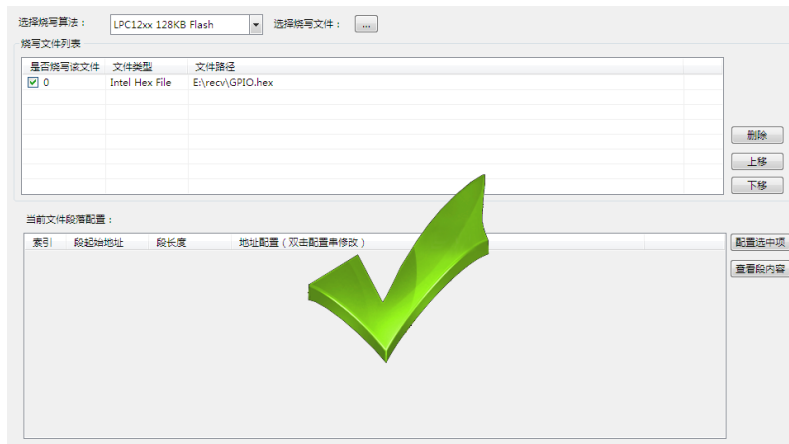 选择烧写算法： LPC12xx 128KB Flash 选择烧写文件： ...
烧写文件列表
是否烧写该文件 文件类型 文件路径
0 Intel Hex File E:\recv\GPIO.hex
删除
上移
下移
当前文件段落配置：
索引 段起始地址 段长度 地址配置（双击配置串修改） 配置选中项
查看段内容